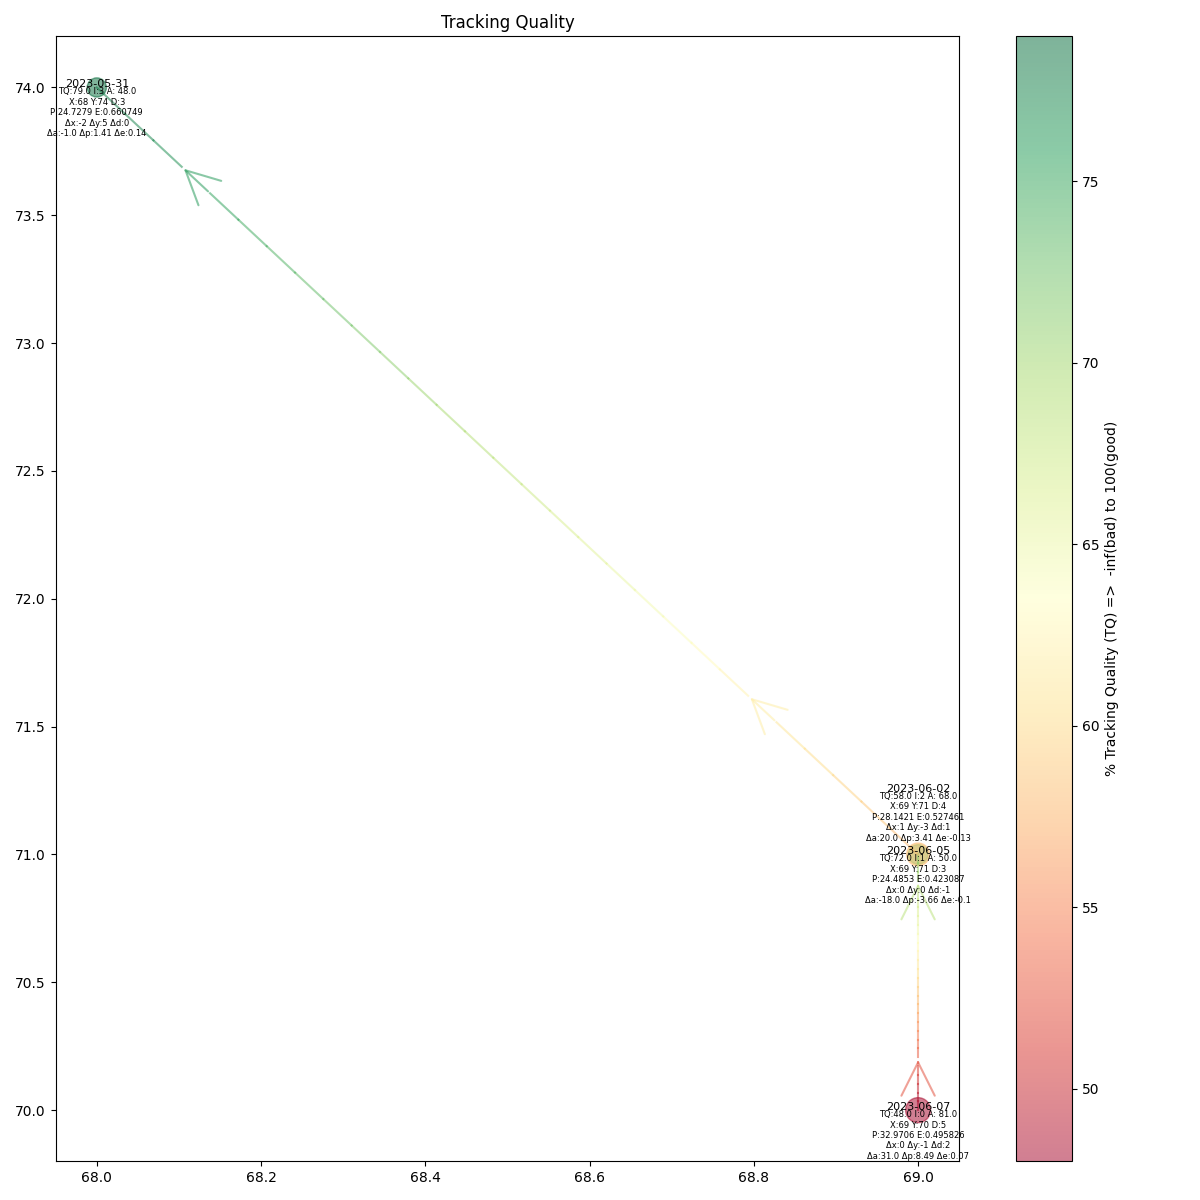 Tracking Quality
2023-05-31
TQ:79.0 I:3 A: 48.0
X:68 Y:74 D:3
P:24.7279 E:0.660749
Δx:-2 Δy:5 Δd:0
Δa:-1.0 Δp:1.41 Δe:0.14
2023-06-02
TQ:58.0 I:2 A: 68.0
X:69 Y:71 D:4
P:28.1421 E:0.527461
Δx:1 Δy:-3 Δd:1
Δa:20.0 Δp:3.41 Δe:-0.13
2023-06-05
TQ:72.0 I:1 A: 50.0
X:69 Y:71 D:3
P:24.4853 E:0.423087
Δx:0 Δy:0 Δd:-1
Δa:-18.0 Δp:-3.66 Δe:-0.1
2023-06-07
TQ:48.0 I:0 A: 81.0
X:69 Y:70 D:5
P:32.9706 E:0.495826
Δx:0 Δy:-1 Δd:2
Δa:31.0 Δp:8.49 Δe:0.07
74.0
73.5
73.0
72.5
72.0
71.5
71.0
70.5
70.0
68.0
68.2
68.4
68.6
68.8
69.0
75
70
65
60
55
50
% Tracking Quality (TQ) => -inf(bad) to 100(good)